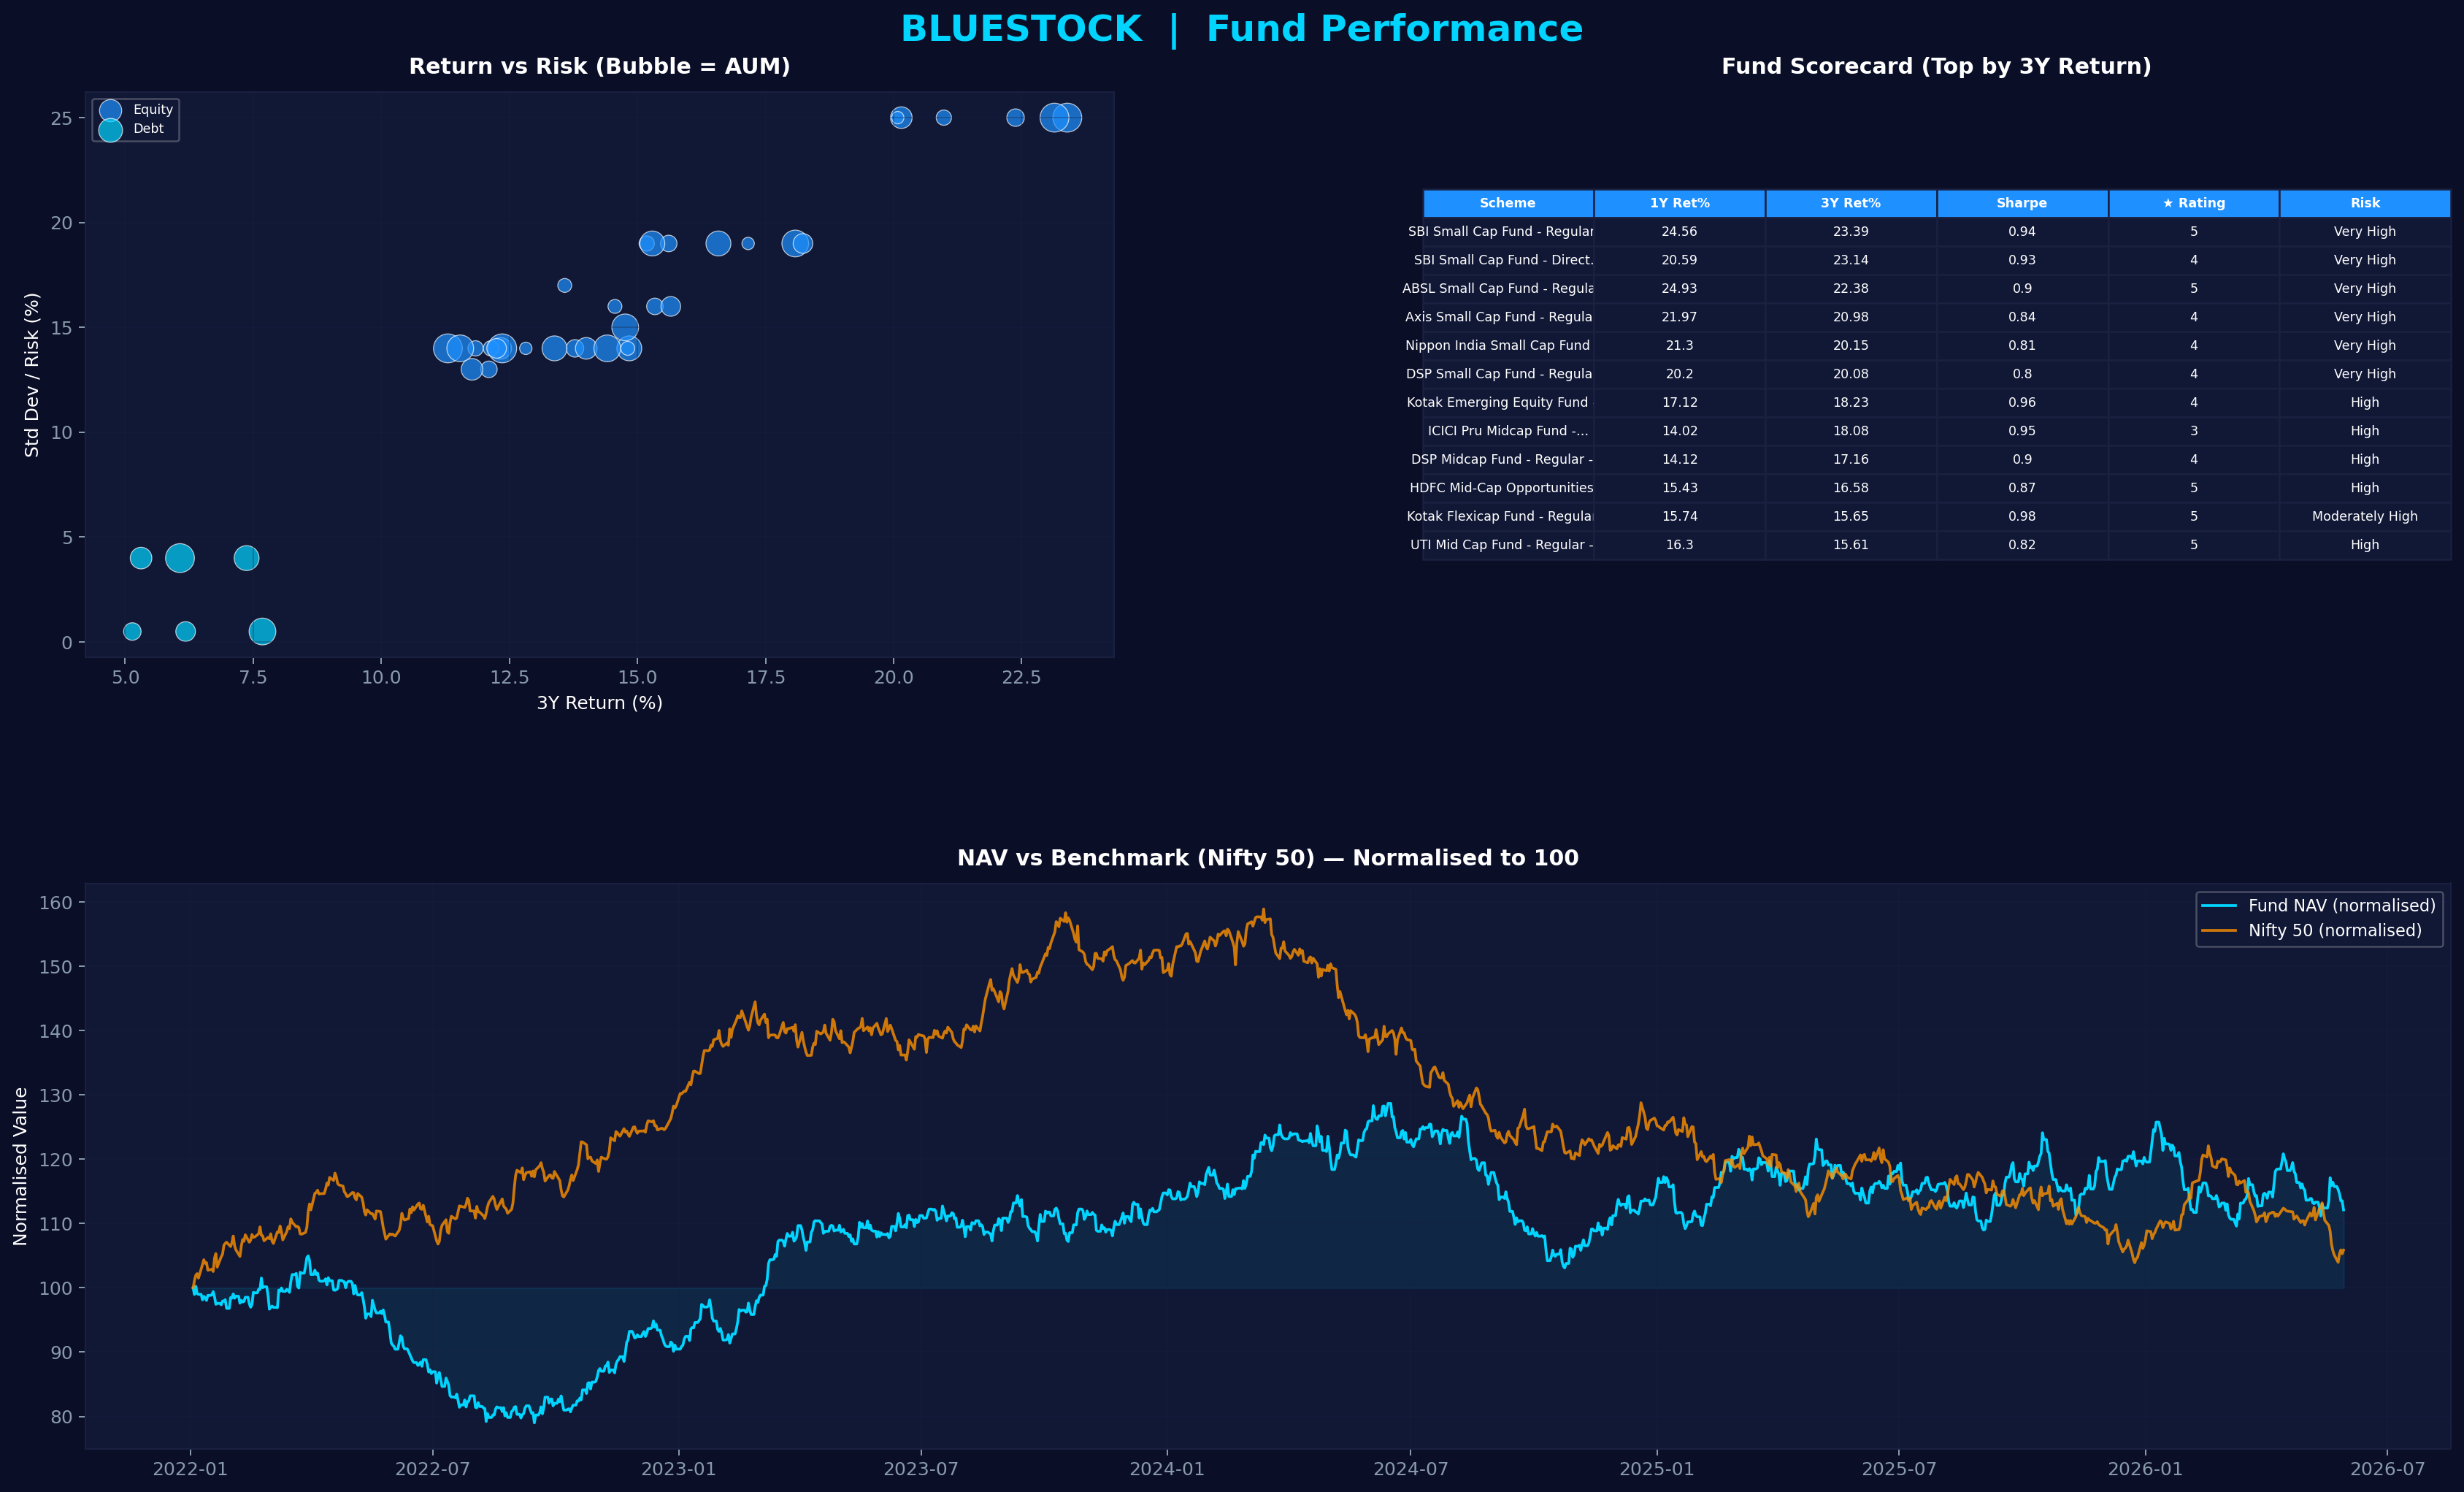 BLUESTOCK | Fund Performance
Return vs Risk (Bubble = AUM)
Equity
Debt
25
20
15
10
5
0
Std Dev / Risk (%)
5.0 7.5 10.0 12.5 15.0 17.5 20.0 22.5
3Y Return (%)
Fund Scorecard (Top by 3Y Return)
Scheme 1Y Ret% 3Y Ret% Sharpe ★ Rating Risk
SBI Small Cap Fund - Regular 24.56 23.39 0.94 5 Very High
SBI Small Cap Fund - Direct. 20.59 23.14 0.93 4 Very High
ABSL Small Cap Fund - Regula 24.93 22.38 0.9 5 Very High
Axis Small Cap Fund - Regula 21.97 20.98 0.84 4 Very High
Nippon India Small Cap Fund 21.3 20.15 0.81 4 Very High
DSP Small Cap Fund - Regula 20.2 20.08 0.8 4 Very High
Kotak Emerging Equity Fund 17.12 18.23 0.96 4 High
ICICI Pru Midcap Fund -... 14.02 18.08 0.95 3 High
DSP Midcap Fund - Regular - 14.12 17.16 0.9 4 High
HDFC Mid-Cap Opportunities 15.43 16.58 0.87 5 High
Kotak Flexicap Fund - Regular 15.74 15.65 0.98 5 Moderately High
UTI Mid Cap Fund - Regular - 16.3 15.61 0.82 5 High
NAV vs Benchmark (Nifty 50) — Normalised to 100
Fund NAV (normalised)
Nifty 50 (normalised)
160
150
140
130
120
110
100
90
80
Normalised Value
2022-01 2022-07 2023-01 2023-07 2024-01 2024-07 2025-01 2025-07 2026-01 2026-07